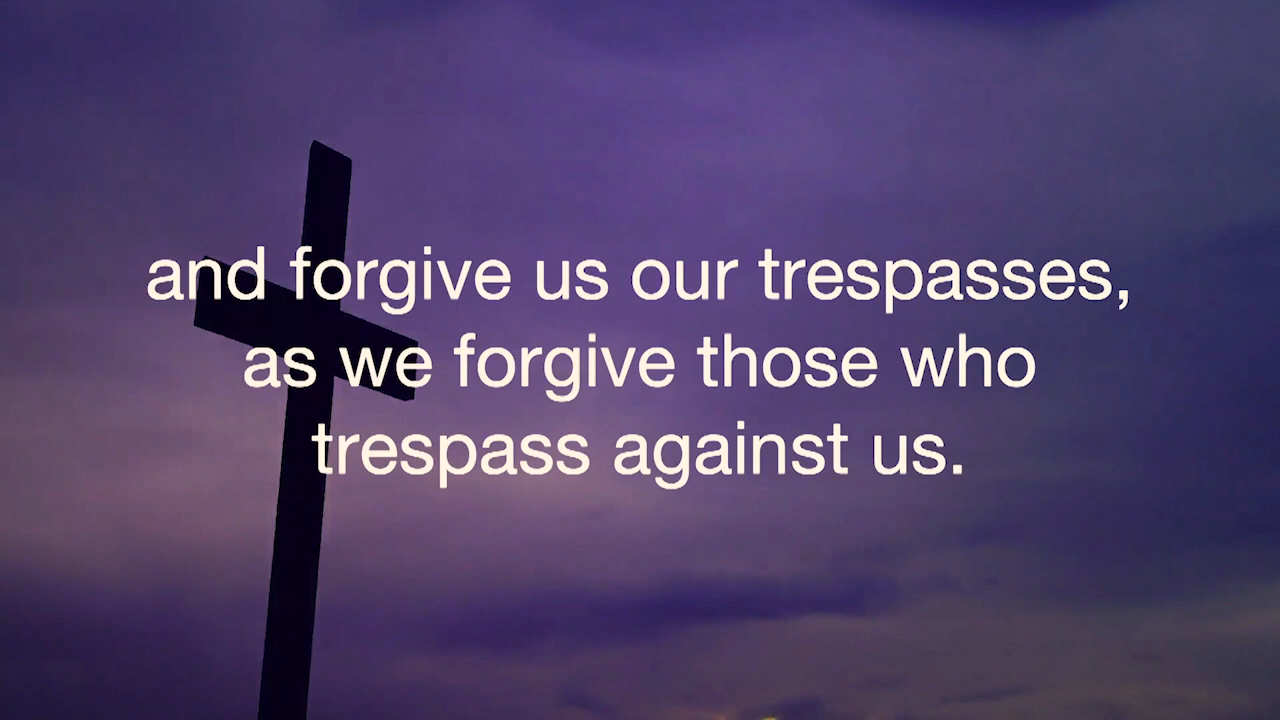 and forgive us our trespasses,
as we forgive those who
trespass against us.